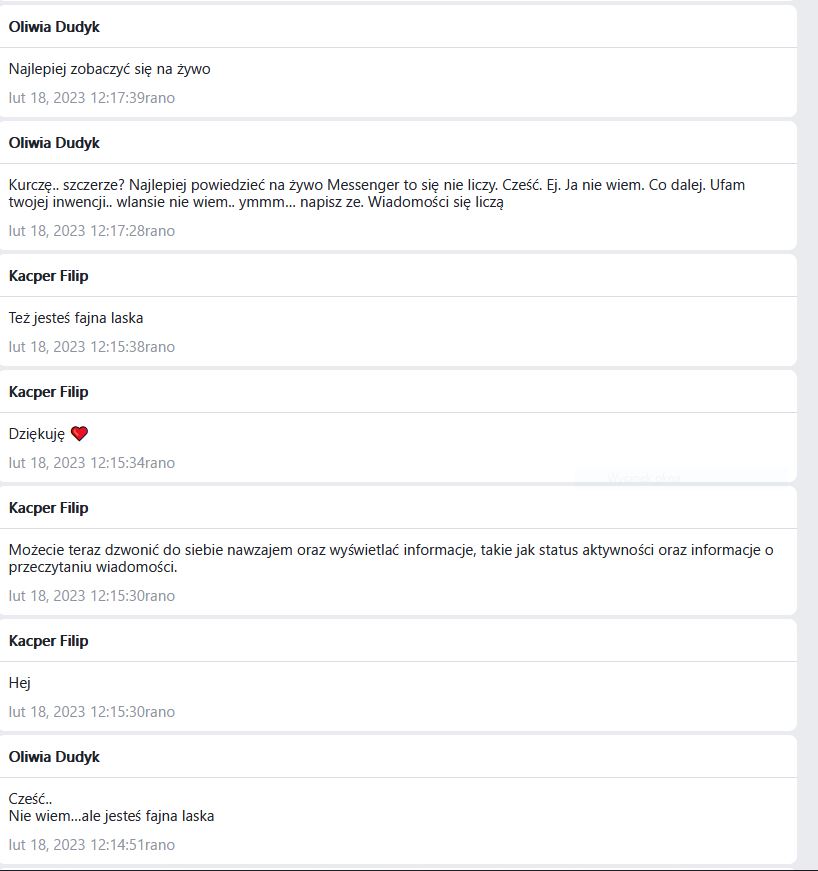 Oliwia Dudyk
Najlepiej zobaczyć się na żywo
lut 18, 2023 12:17:39rano
Oliwia Dudyk
Kurczę.. szczerze? Najlepiej powiedzieć na żywo Messenger to się nie liczy. Cześć. Ej. Ja nie wiem. Co dalej. Ufam
twojej inwencji.. wlansie nie wiem.. ymmm... napisz ze. Wiadomości się liczą
lut 18, 2023 12:17:28rano
Kacper Filip
Też jesteś fajna laska
lut 18, 2023 12:15:38rano
Kacper Filip
Dziękuję ❤
lut 18, 2023 12:15:34rano
Kacper Filip
Możecie teraz dzwonić do siebie nawzajem oraz wyświetlać informacje, takie jak status aktywności oraz informacje o
przeczytaniu wiadomości.
lut 18, 2023 12:15:30rano
Kacper Filip
Hej
lut 18, 2023 12:15:30rano
Oliwia Dudyk
Cześć..
Nie wiem...ale jesteś fajna laska
lut 18, 2023 12:14:51rano